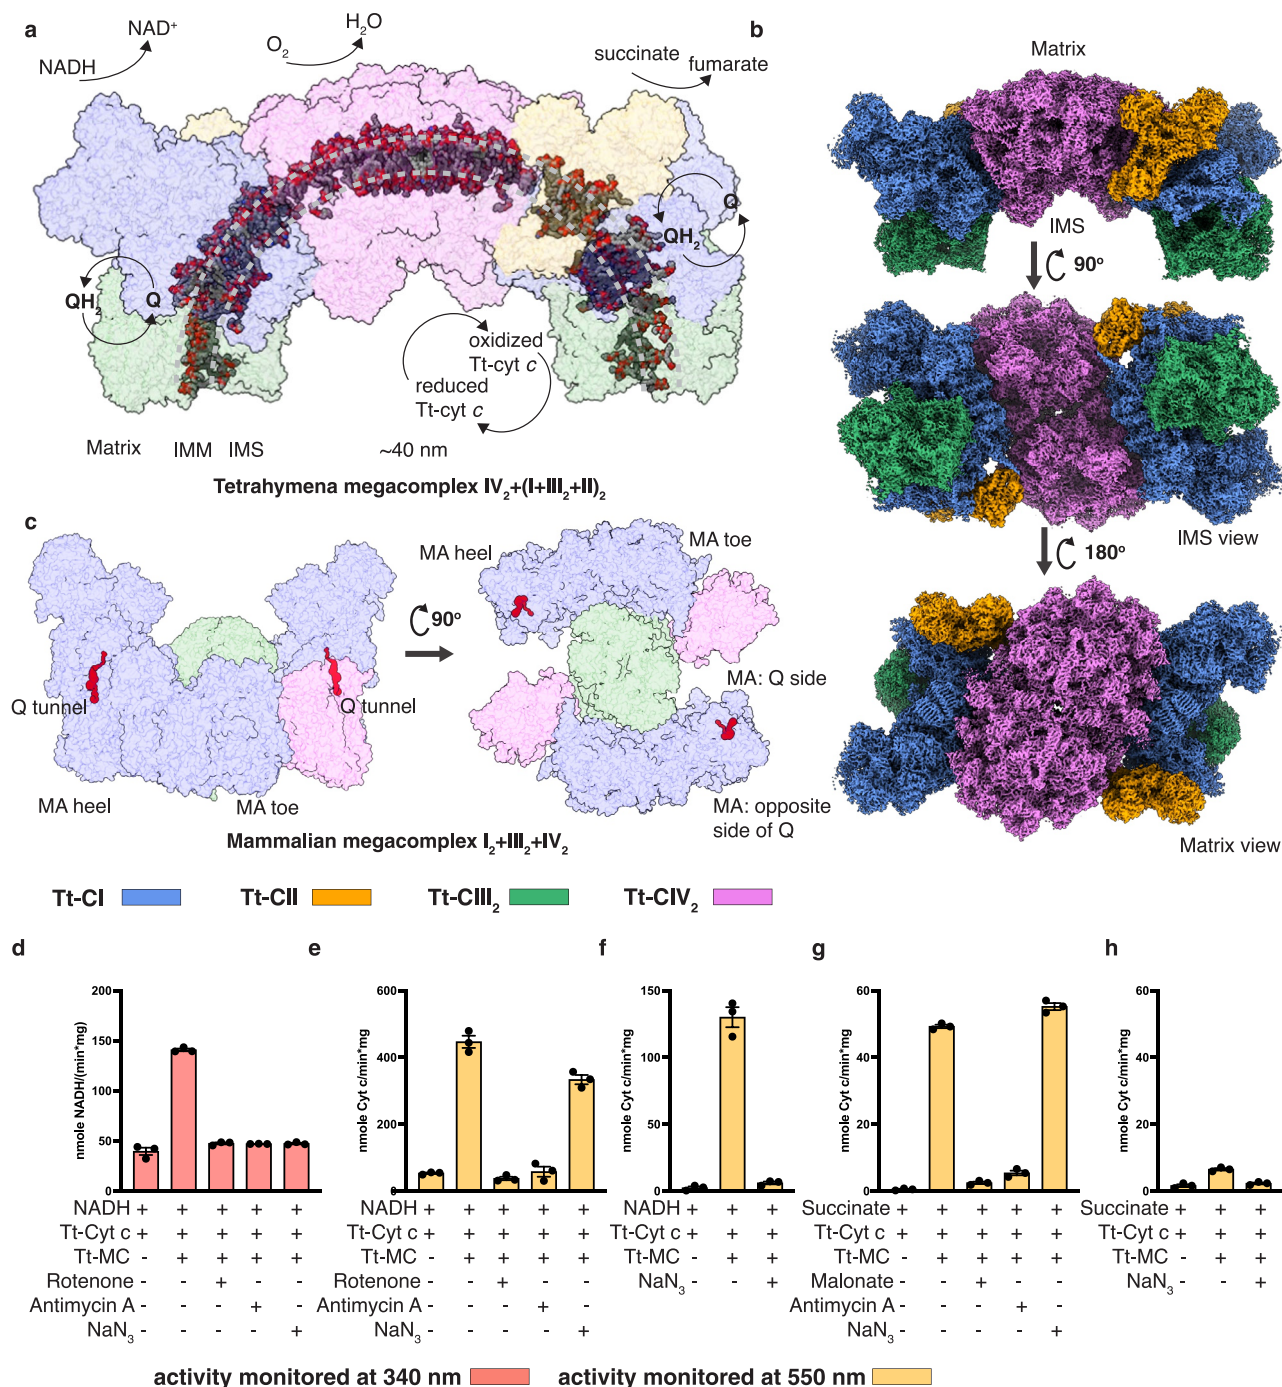 a
NADH
NAD⁺
O₂
H₂O
succinate
fumarate
QH₂
Q
Q
QH₂
oxidized
Tt-cyt c
reduced
Tt-cyt c
Matrix
IMM
IMS
~40 nm
Tetrahymena megacomplex IV₂+(I+III₂+II)₂
b
Matrix
IMS
90°
IMS view
180°
Matrix view
c
MA heel
MA toe
90°
Q tunnel
Q tunnel
MA: Q side
MA heel
MA toe
MA: opposite
side of Q
Mammalian megacomplex I₂+III₂+IV₂
Tt-CI
Tt-CII
Tt-CIII₂
Tt-CIV₂
d
nmole NADH/(min*mg)
200
150
100
50
0
NADH + + + + +
Tt-Cyt c + + + + +
Tt-MC - + + + +
Rotenone - - + - -
Antimycin A - - - + -
NaN₃ - - - - +
e
nmole Cyt c/min*mg
600
400
200
0
NADH + + + + +
Tt-Cyt c + + + + +
Tt-MC - + + + +
Rotenone - - + - -
Antimycin A - - - + -
NaN₃ - - - - +
f
nmole Cyt c/min*mg
150
100
50
0
NADH + + +
Tt-Cyt c + + +
Tt-MC - + +
NaN₃ - - +
g
nmole Cyt c/min*mg
60
40
20
0
Succinate + + + + +
Tt-Cyt c + + + + +
Tt-MC - + + + +
Malonate - - + - -
Antimycin A - - - + -
NaN₃ - - - - +
h
nmole Cyt c/min*mg
60
40
20
0
Succinate + + +
Tt-Cyt c + + +
Tt-MC - + +
NaN₃ - - +
activity monitored at 340 nm
activity monitored at 550 nm